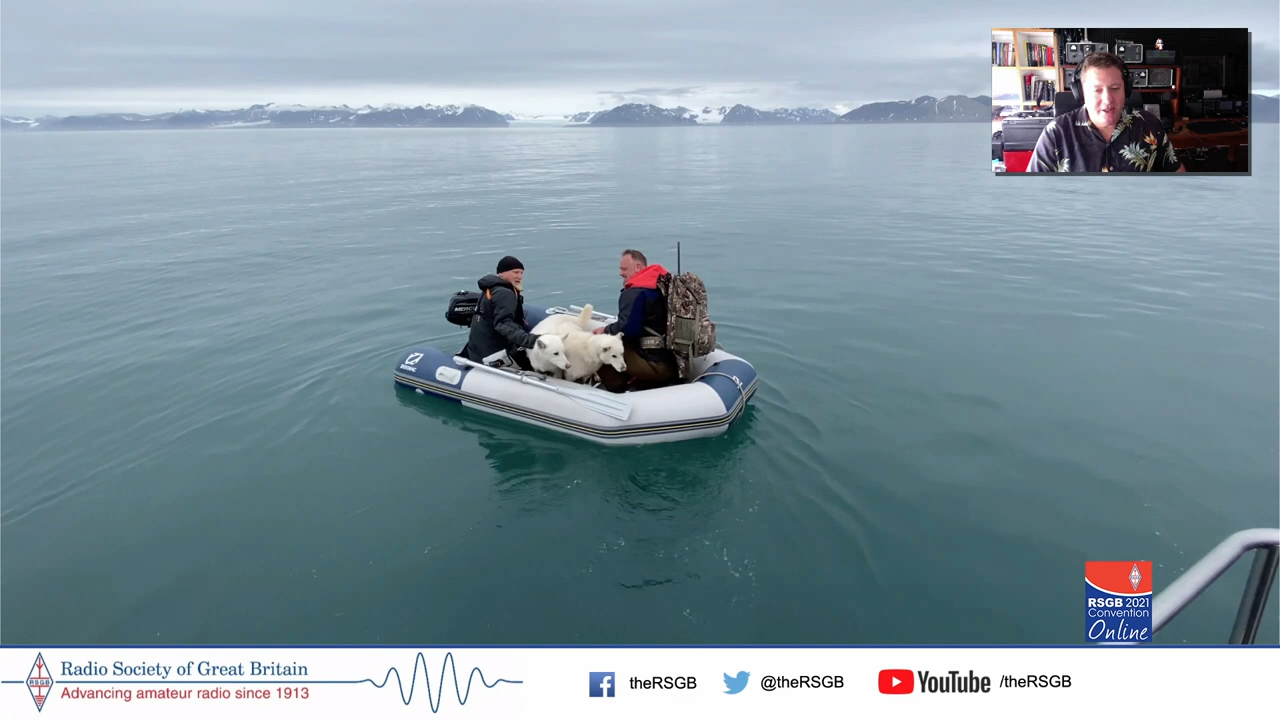 MERCURY
ZODIAC
RSGB 2021
Convention
Online
RSGB
Radio Society of Great Britain
Advancing amateur radio since 1913
theRSGB
@theRSGB
YouTube
/theRSGB